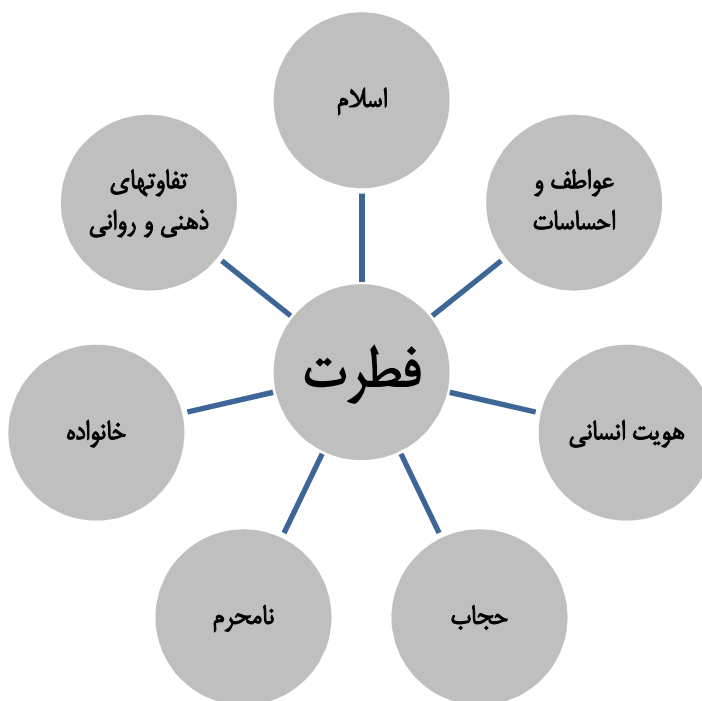 اسلام
عواطف و
احساسات
تفاوتهای
ذهنی و روانی
فطرت
هویت انسانی
خانواده
حجاب
نامحرم